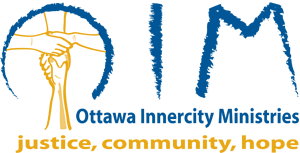 OIM
Ottawa Innercity Ministries
justice, community, hope